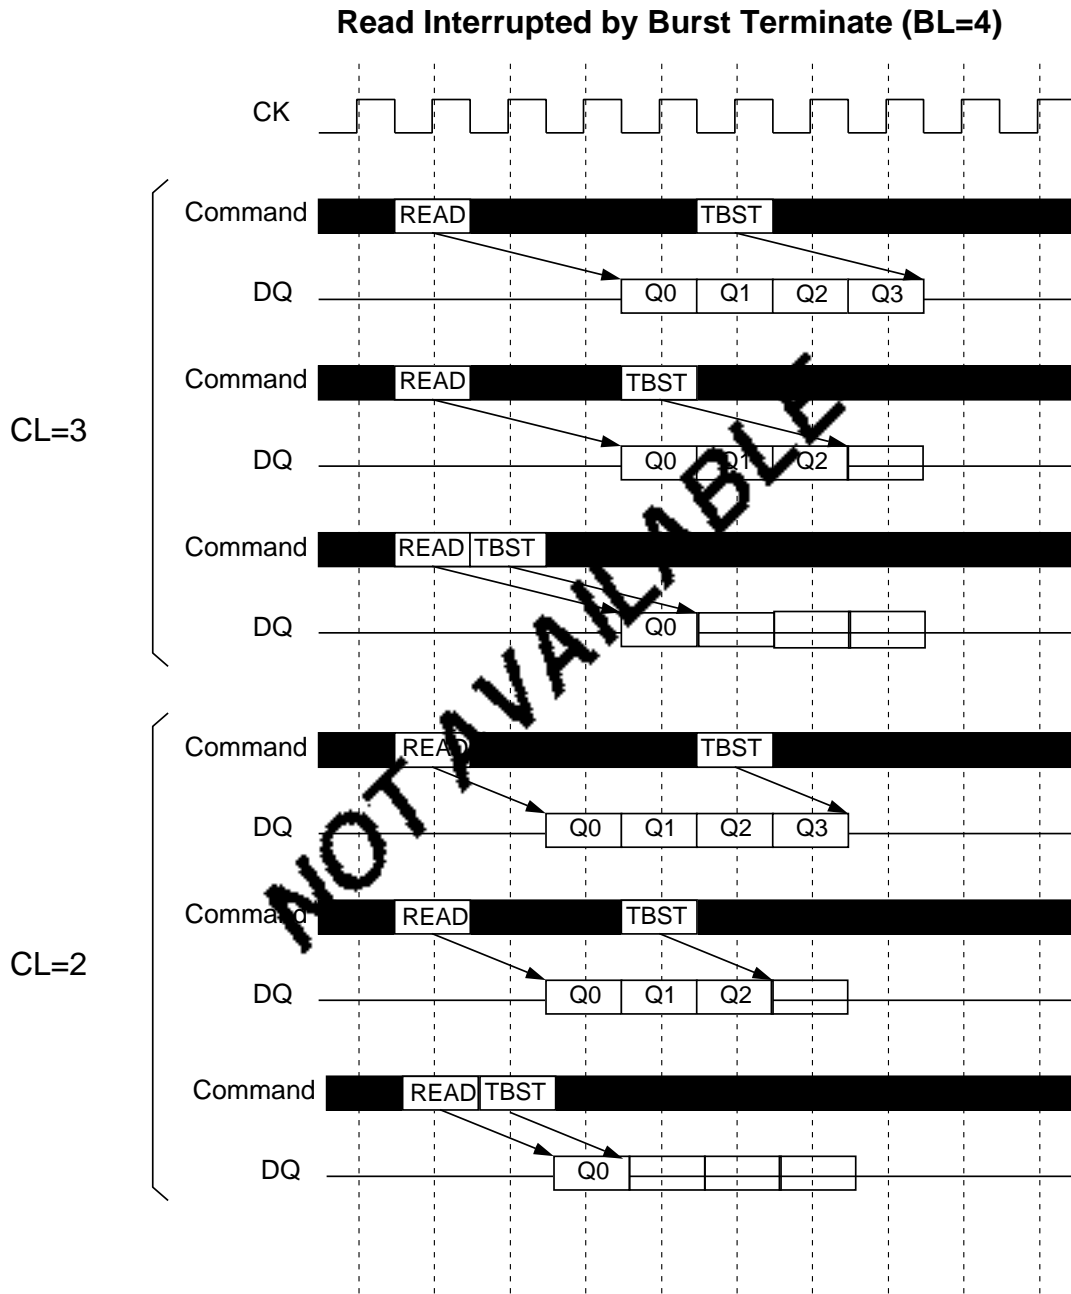 Read Interrupted by Burst Terminate (BL=4)
CK
CL=3
Command READ TBST
DQ Q0 Q1 Q2 Q3
Command READ TBST
DQ Q0 Q1 Q2
Command READ TBST
DQ Q0
CL=2
Command READ TBST
DQ Q0 Q1 Q2 Q3
Command READ TBST
DQ Q0 Q1 Q2
Command READ TBST
DQ Q0
NOT AVAILABLE